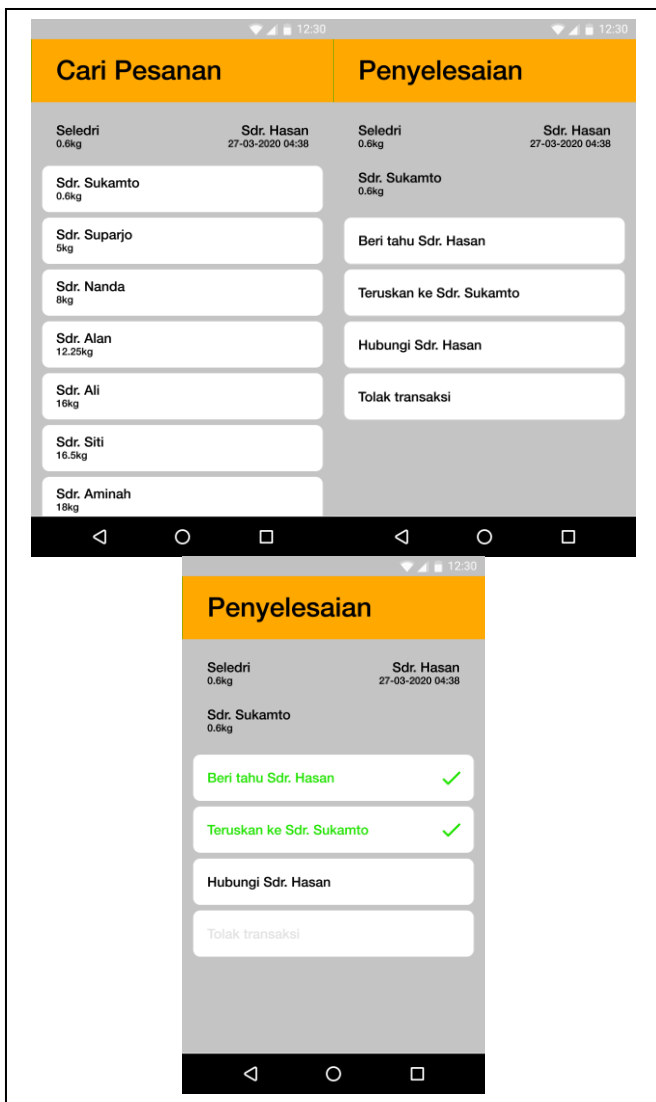 12:30
Cari Pesanan
Seledri
0.6kg
Sdr. Hasan
27-03-2020 04:38
Sdr. Sukamto
0.6kg
Sdr. Suparjo
5kg
Sdr. Nanda
8kg
Sdr. Alan
12.25kg
Sdr. Ali
16kg
Sdr. Siti
16.5kg
Sdr. Aminah
18kg
12:30
Penyelesaian
Seledri
0.6kg
Sdr. Hasan
27-03-2020 04:38
Sdr. Sukamto
0.6kg
Beri tahu Sdr. Hasan
Teruskan ke Sdr. Sukamto
Hubungi Sdr. Hasan
Tolak transaksi
12:30
Penyelesaian
Seledri
0.6kg
Sdr. Hasan
27-03-2020 04:38
Sdr. Sukamto
0.6kg
Beri tahu Sdr. Hasan
Teruskan ke Sdr. Sukamto
Hubungi Sdr. Hasan
Tolak transaksi